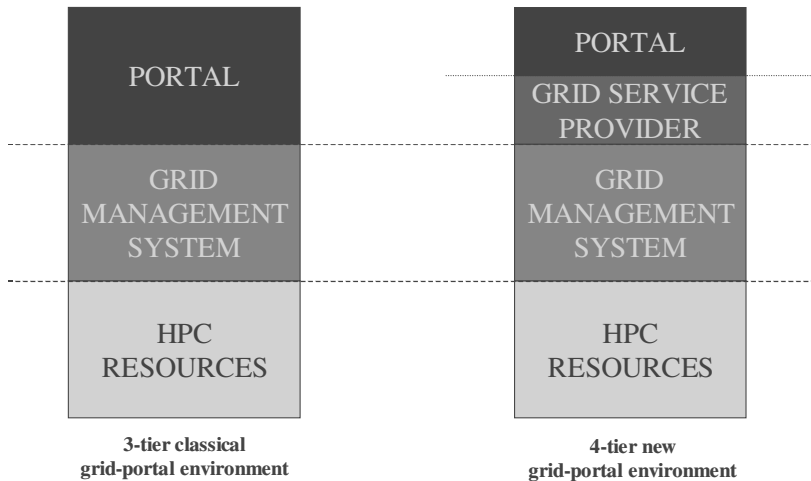 PORTAL
GRID
MANAGEMENT
SYSTEM
HPC
RESOURCES
3-tier classical
grid-portal environment
PORTAL
GRID SERVICE
PROVIDER
GRID
MANAGEMENT
SYSTEM
HPC
RESOURCES
4-tier new
grid-portal environment